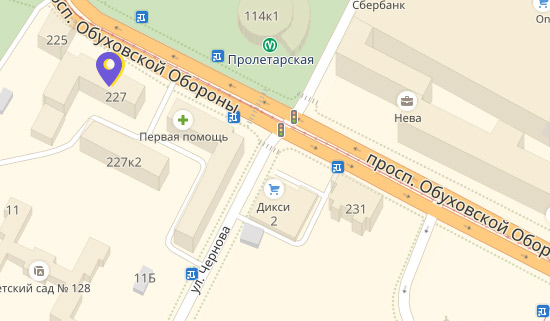 Сбербанк
114к1
просп. Обуховской Обороны
225
Пролетарская
227
Нева
Первая помощь
227к2
просп. Обуховской Обор
Дикси
2
231
11
ул. Чернова
11Б
етский сад № 128